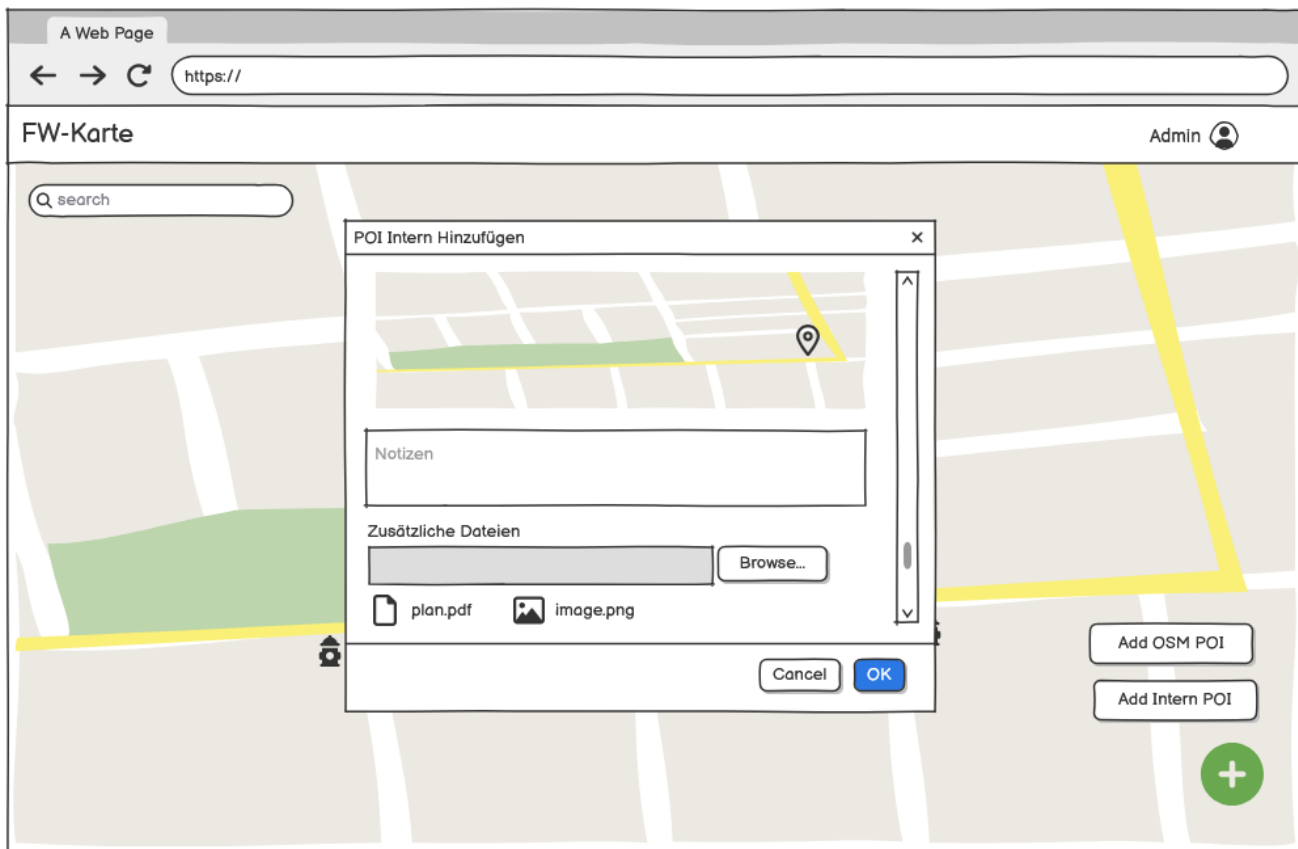 A Web Page
https://
FW-Karte
Admin
search
POI Intern Hinzufügen
Notizen
Zusätzliche Dateien
Browse...
plan.pdf
image.png
Add OSM POI
Cancel
OK
Add Intern POI